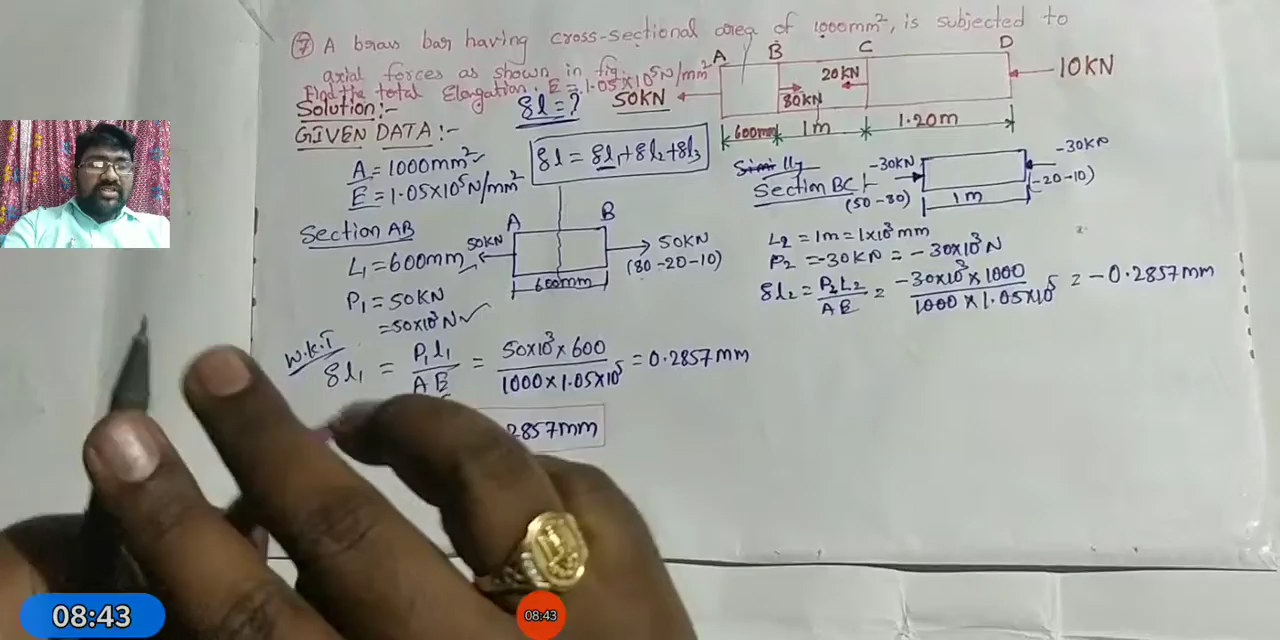 ⑦ A brass bar having cross-sectional area of 1000mm², is subjected to
axial forces as shown in fig.
Find the total Elongation. E = 1.05×10⁵N/mm²
A B C D
50KN 80KN 20KN 10KN
600mm 1m 1.20m
Solution:-
δl = ?
GIVEN DATA:-
A = 1000mm²
E = 1.05×10⁵N/mm²
δl = δl₁+δl₂+δl₃
Section AB
L₁ = 600mm
P₁ = 50KN
= 50×10³N
A B
50KN 50KN
(80-20-10)
600mm
W.K.T
δl₁ = P₁l₁/AE = 50×10³×600/1000×1.05×10⁵ = 0.2857mm
2857mm
Simi lly
Section BC :-
-30KN -30KN
(50-80) (-20-10)
1m
L₂ = 1m = 1×10³mm
P₂ = -30KN = -30×10³N
δl₂ = P₂L₂/AE = -30×10³×1000/1000×1.05×10⁵ = -0.2857mm
08:43
08:43